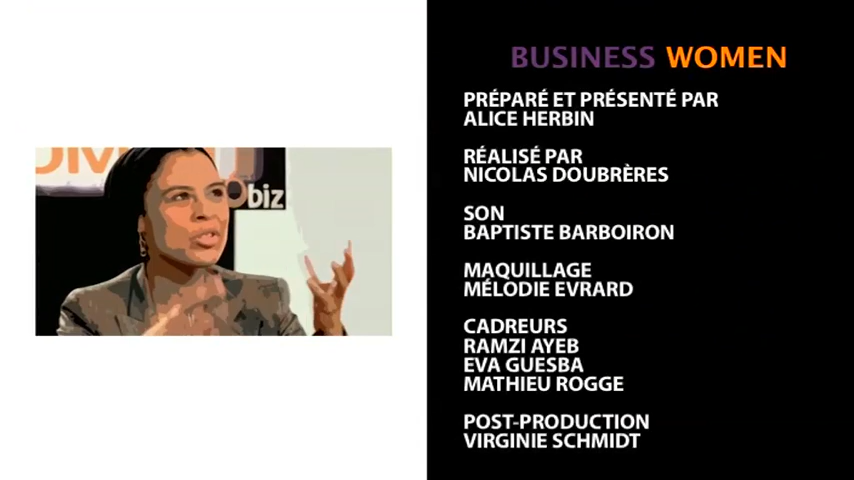 biz
BUSINESS WOMEN
PRÉPARÉ ET PRÉSENTÉ PAR
ALICE HERBIN
RÉALISÉ PAR
NICOLAS DOUBRÈRES
SON
BAPTISTE BARBOIRON
MAQUILLAGE
MÉLODIE EVRARD
CADREURS
RAMZI AYEB
EVA GUESBA
MATHIEU ROGGE
POST-PRODUCTION
VIRGINIE SCHMIDT